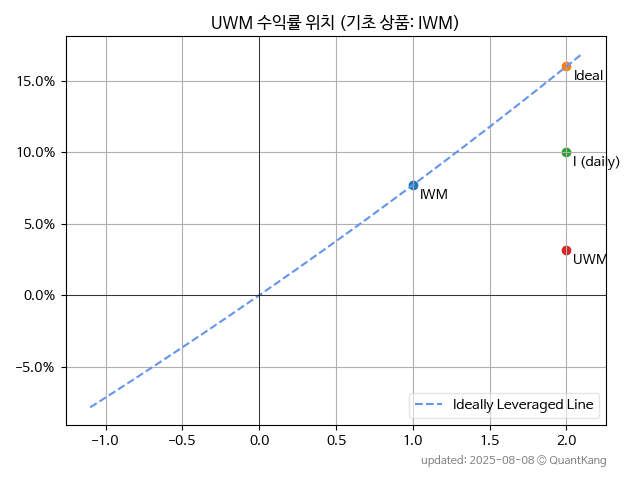 UWM 수익률 위치 (기초 상품: IWM)
15.0%
10.0%
5.0%
0.0%
−5.0%
Ideal
I (daily)
IWM
UWM
Ideally Leveraged Line
−1.0 −0.5 0.0 0.5 1.0 1.5 2.0
updated: 2025-08-08 © QuantKang